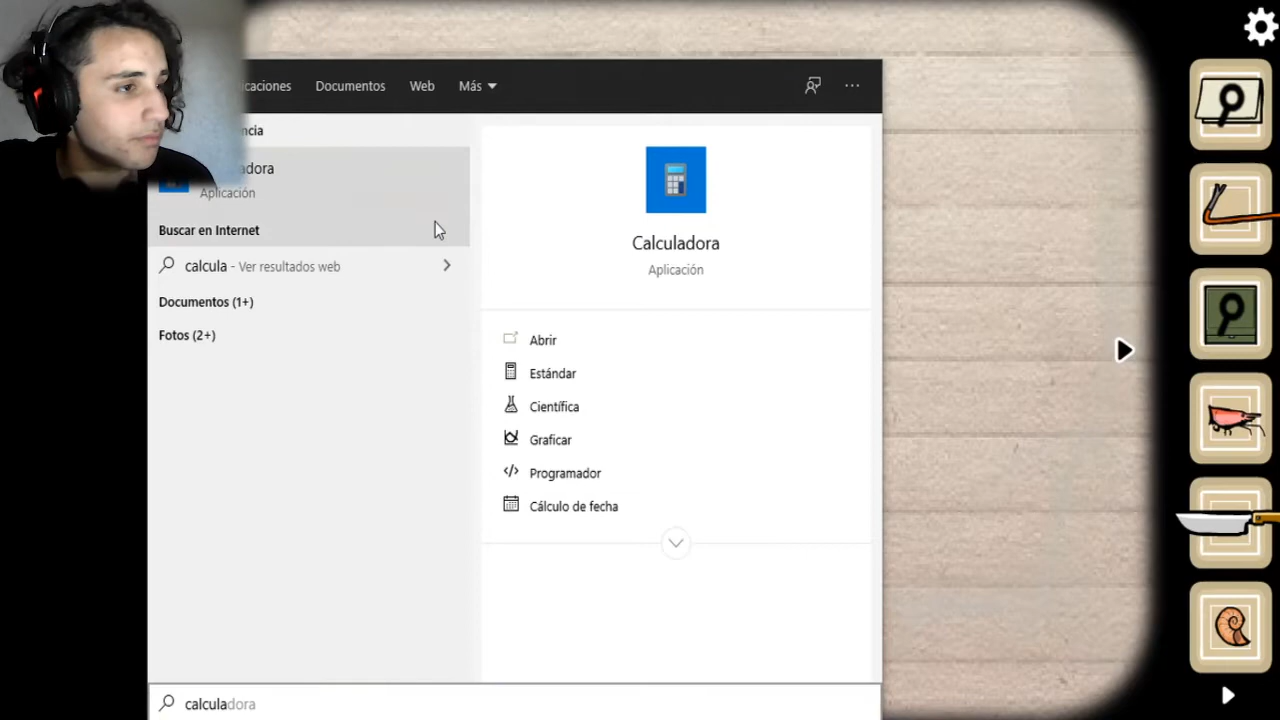 caciones Documentos Web Más
ncia
adora
Aplicación
Buscar en Internet
calcula - Ver resultados web
Documentos (1+)
Fotos (2+)
Calculadora
Aplicación
Abrir
Estándar
Científica
Graficar
Programador
Cálculo de fecha
calculadora